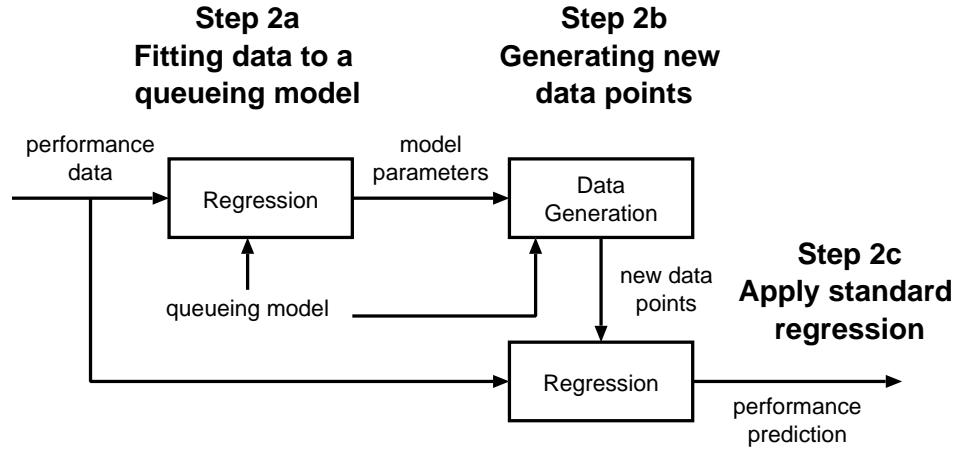 Step 2a
Fitting data to a
queueing model
Step 2b
Generating new
data points
performance
data
Regression
model
parameters
Data
Generation
queueing model
new data
points
Step 2c
Apply standard
regression
Regression
performance
prediction